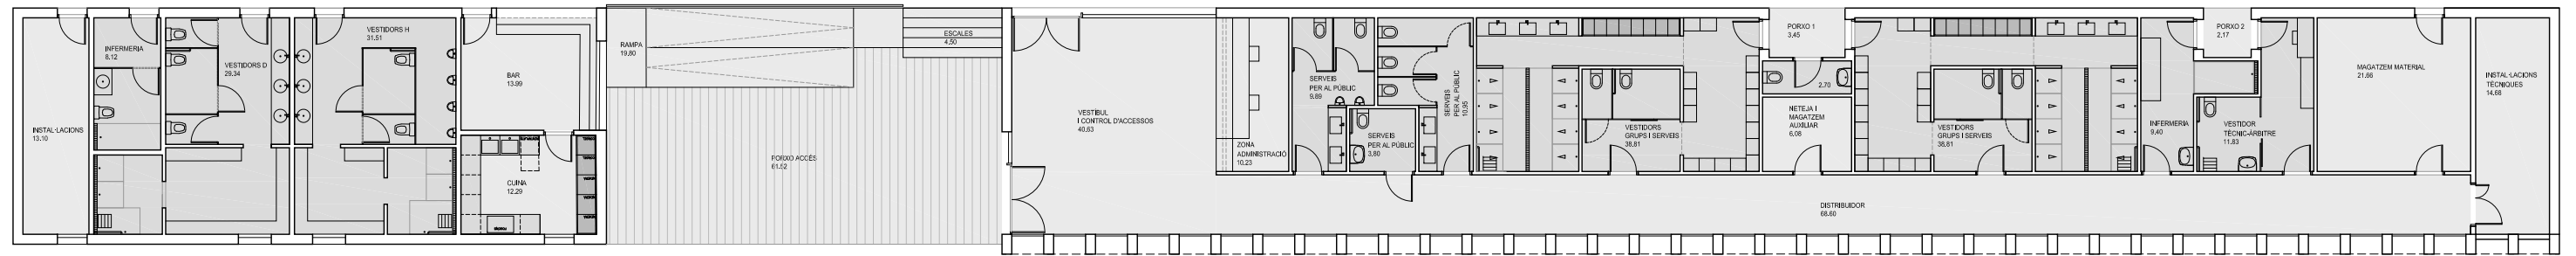 INSTAL·LACIONS
13,10
INFERMERIA
8,12
VESTIDORS D
29,34
VESTIDORS H
31,51
BAR
13,99
CUINA
12,29
RAMPA
19,80
ESCALES
4,50
PORXO ACCÉS
61,52
VESTÍBUL
I CONTROL D'ACCESSOS
40,63
ZONA
ADMINISTRACIÓ
10,23
SERVEIS
PER AL PÚBLIC
9,89
SERVEIS
PER AL PÚBLIC
3,80
SERVEIS
PER AL PÚBLIC
10,95
VESTIDORS
GRUPS I SERVEIS
38,81
PORXO 1
3,45
2,70
NETEJA I
MAGATZEM
AUXILIAR
6,08
VESTIDORS
GRUPS I SERVEIS
38,81
INFERMERIA
9,40
PORXO 2
2,17
VESTIDOR
TÈCNIC-ÀRBITRE
11,83
MAGATZEM MATERIAL
21,66
INSTAL·LACIONS
TÈCNIQUES
14,68
DISTRIBUIDOR
68,60